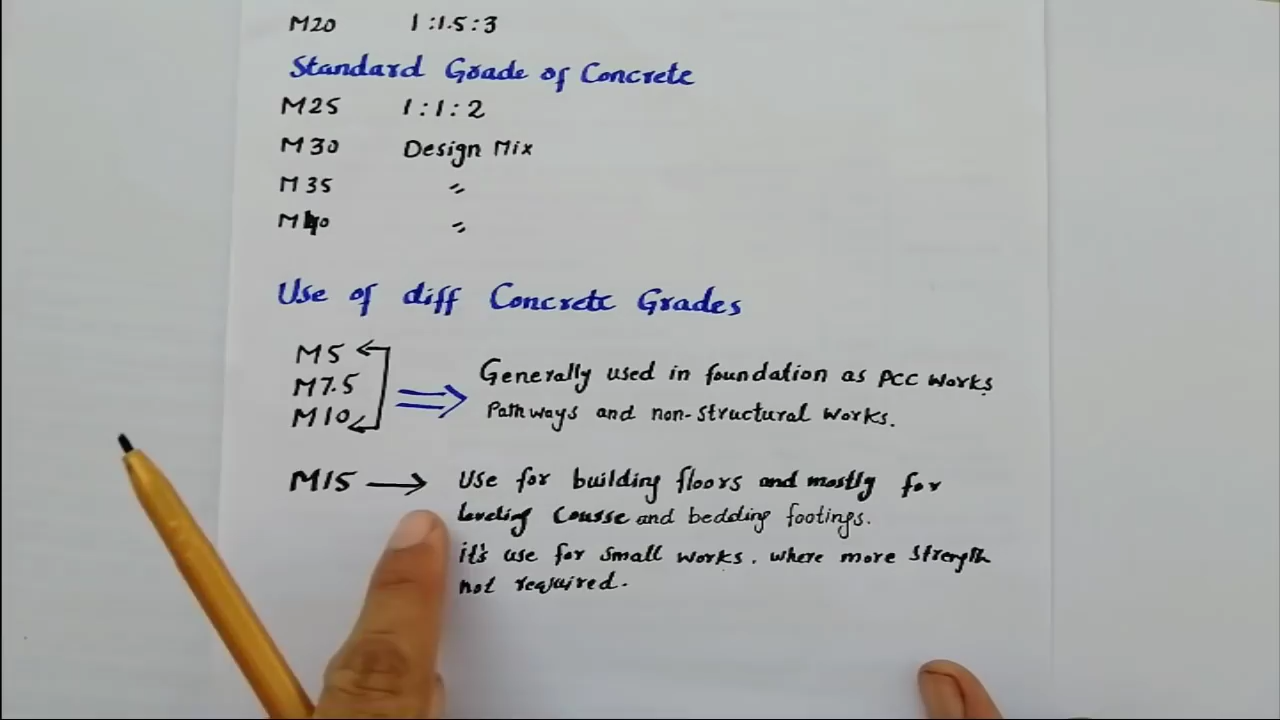 M20 1:1.5:3
Standard Grade of Concrete
M25 1:1:2
M30 Design Mix
M35 〃
M40 〃
Use of diff Concrete Grades
M5
M7.5
M10
Generally used in foundation as PCC Works
Pathways and non-structural works.
M15 → Use for building floors and mostly for
leveling Course and bedding footings.
it's use for small works. where more strength
not required.